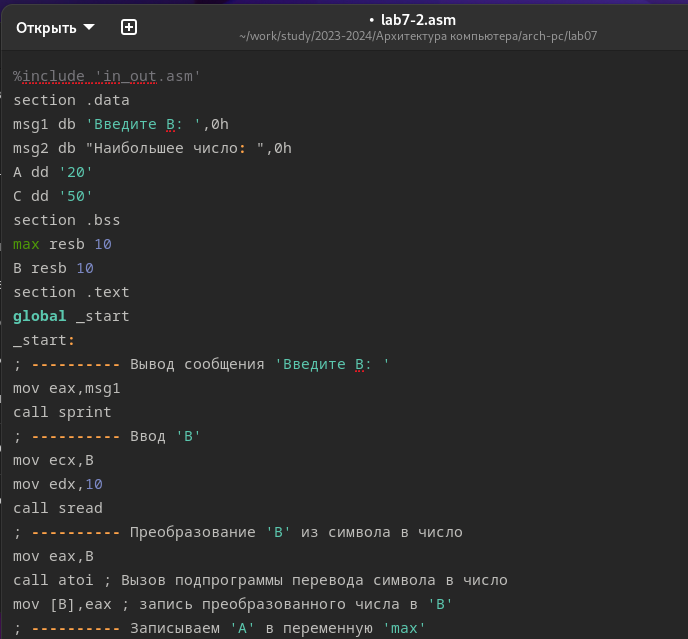 Открыть
• lab7-2.asm
~/work/study/2023-2024/Архитектура компьютера/arch-pc/lab07
%include 'in_out.asm'
section .data
msg1 db 'Введите B: ',0h
msg2 db "Наибольшее число: ",0h
A dd '20'
C dd '50'
section .bss
max resb 10
B resb 10
section .text
global _start
_start:
; ---------- Вывод сообщения 'Введите B: '
mov eax,msg1
call sprint
; ---------- Ввод 'B'
mov ecx,B
mov edx,10
call sread
; ---------- Преобразование 'B' из символа в число
mov eax,B
call atoi ; Вызов подпрограммы перевода символа в число
mov [B],eax ; запись преобразованного числа в 'B'
; ---------- Записываем 'A' в переменную 'max'